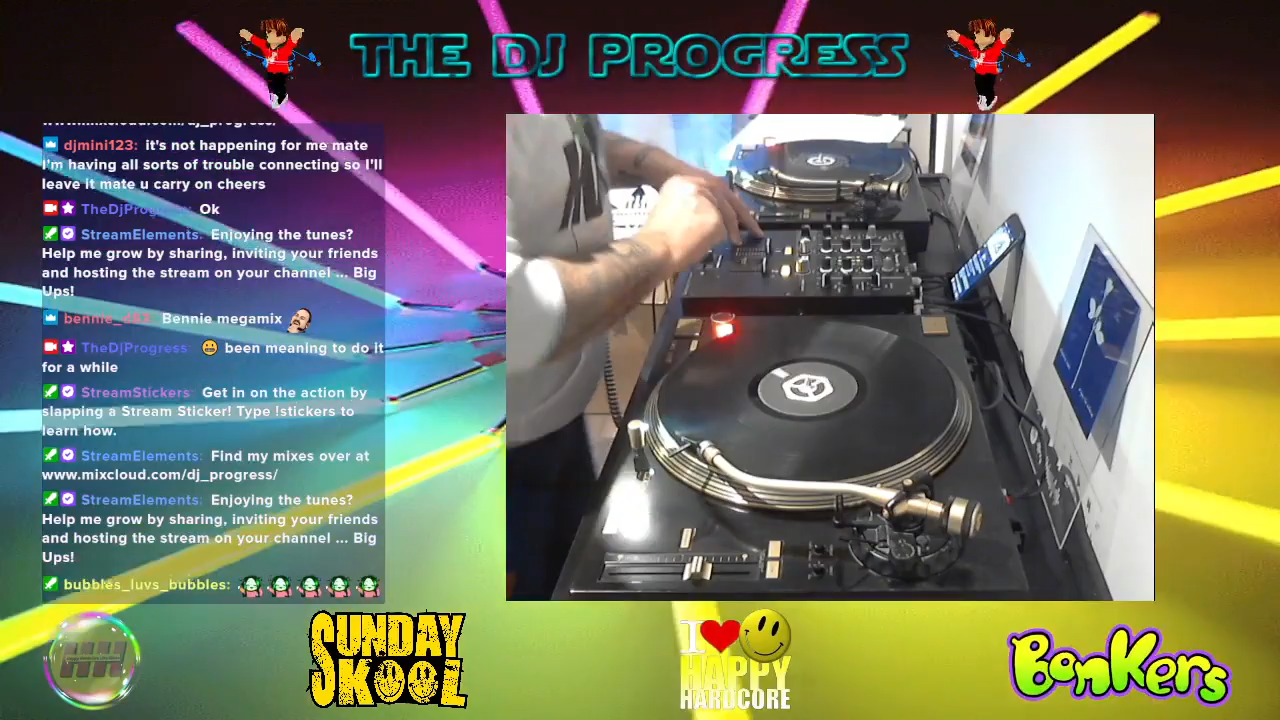 THE DJ PROGRESS
www.mixcloud.com/dj_progress/
djmini123: it's not happening for me mate
I'm having all sorts of trouble connecting so I'll
leave it mate u carry on cheers
TheDjProgress: Ok
StreamElements: Enjoying the tunes?
Help me grow by sharing, inviting your friends
and hosting the stream on your channel ... Big
Ups!
Bennie megamix
TheDjProgress: been meaning to do it
for a while
StreamStickers: Get in on the action by
slapping a Stream Sticker! Type !stickers to
learn how.
StreamElements: Find my mixes over at
www.mixcloud.com/dj_progress/
StreamElements: Enjoying the tunes?
Help me grow by sharing, inviting your friends
and hosting the stream on your channel ... Big
Ups!
bubbles_luvs_bubbles:
HH
SUNDAY
SKOOL
I
HAPPY
HARDCORE
BonKers